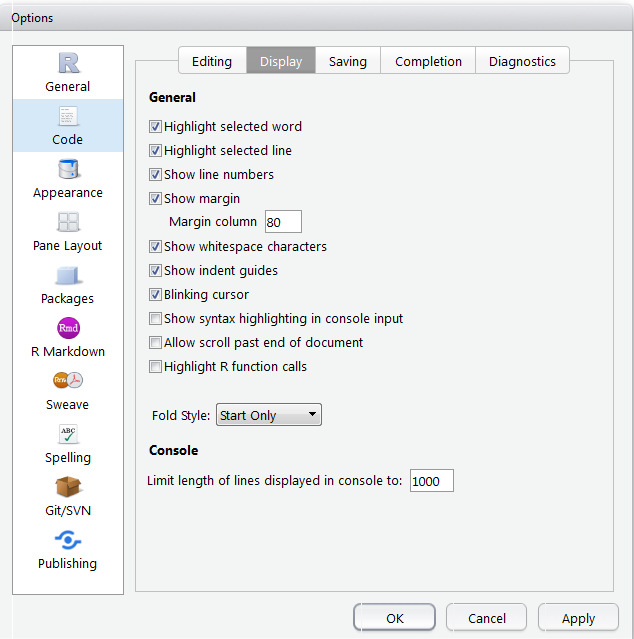 Options
General
Code
Appearance
Pane Layout
Packages
Rmd
R Markdown
Sweave
ABC
Spelling
Git/SVN
Publishing
Editing Display Saving Completion Diagnostics
General
Highlight selected word
Highlight selected line
Show line numbers
Show margin
Margin column 80
Show whitespace characters
Show indent guides
Blinking cursor
Show syntax highlighting in console input
Allow scroll past end of document
Highlight R function calls
Fold Style: Start Only
Console
Limit length of lines displayed in console to: 1000
OK Cancel Apply